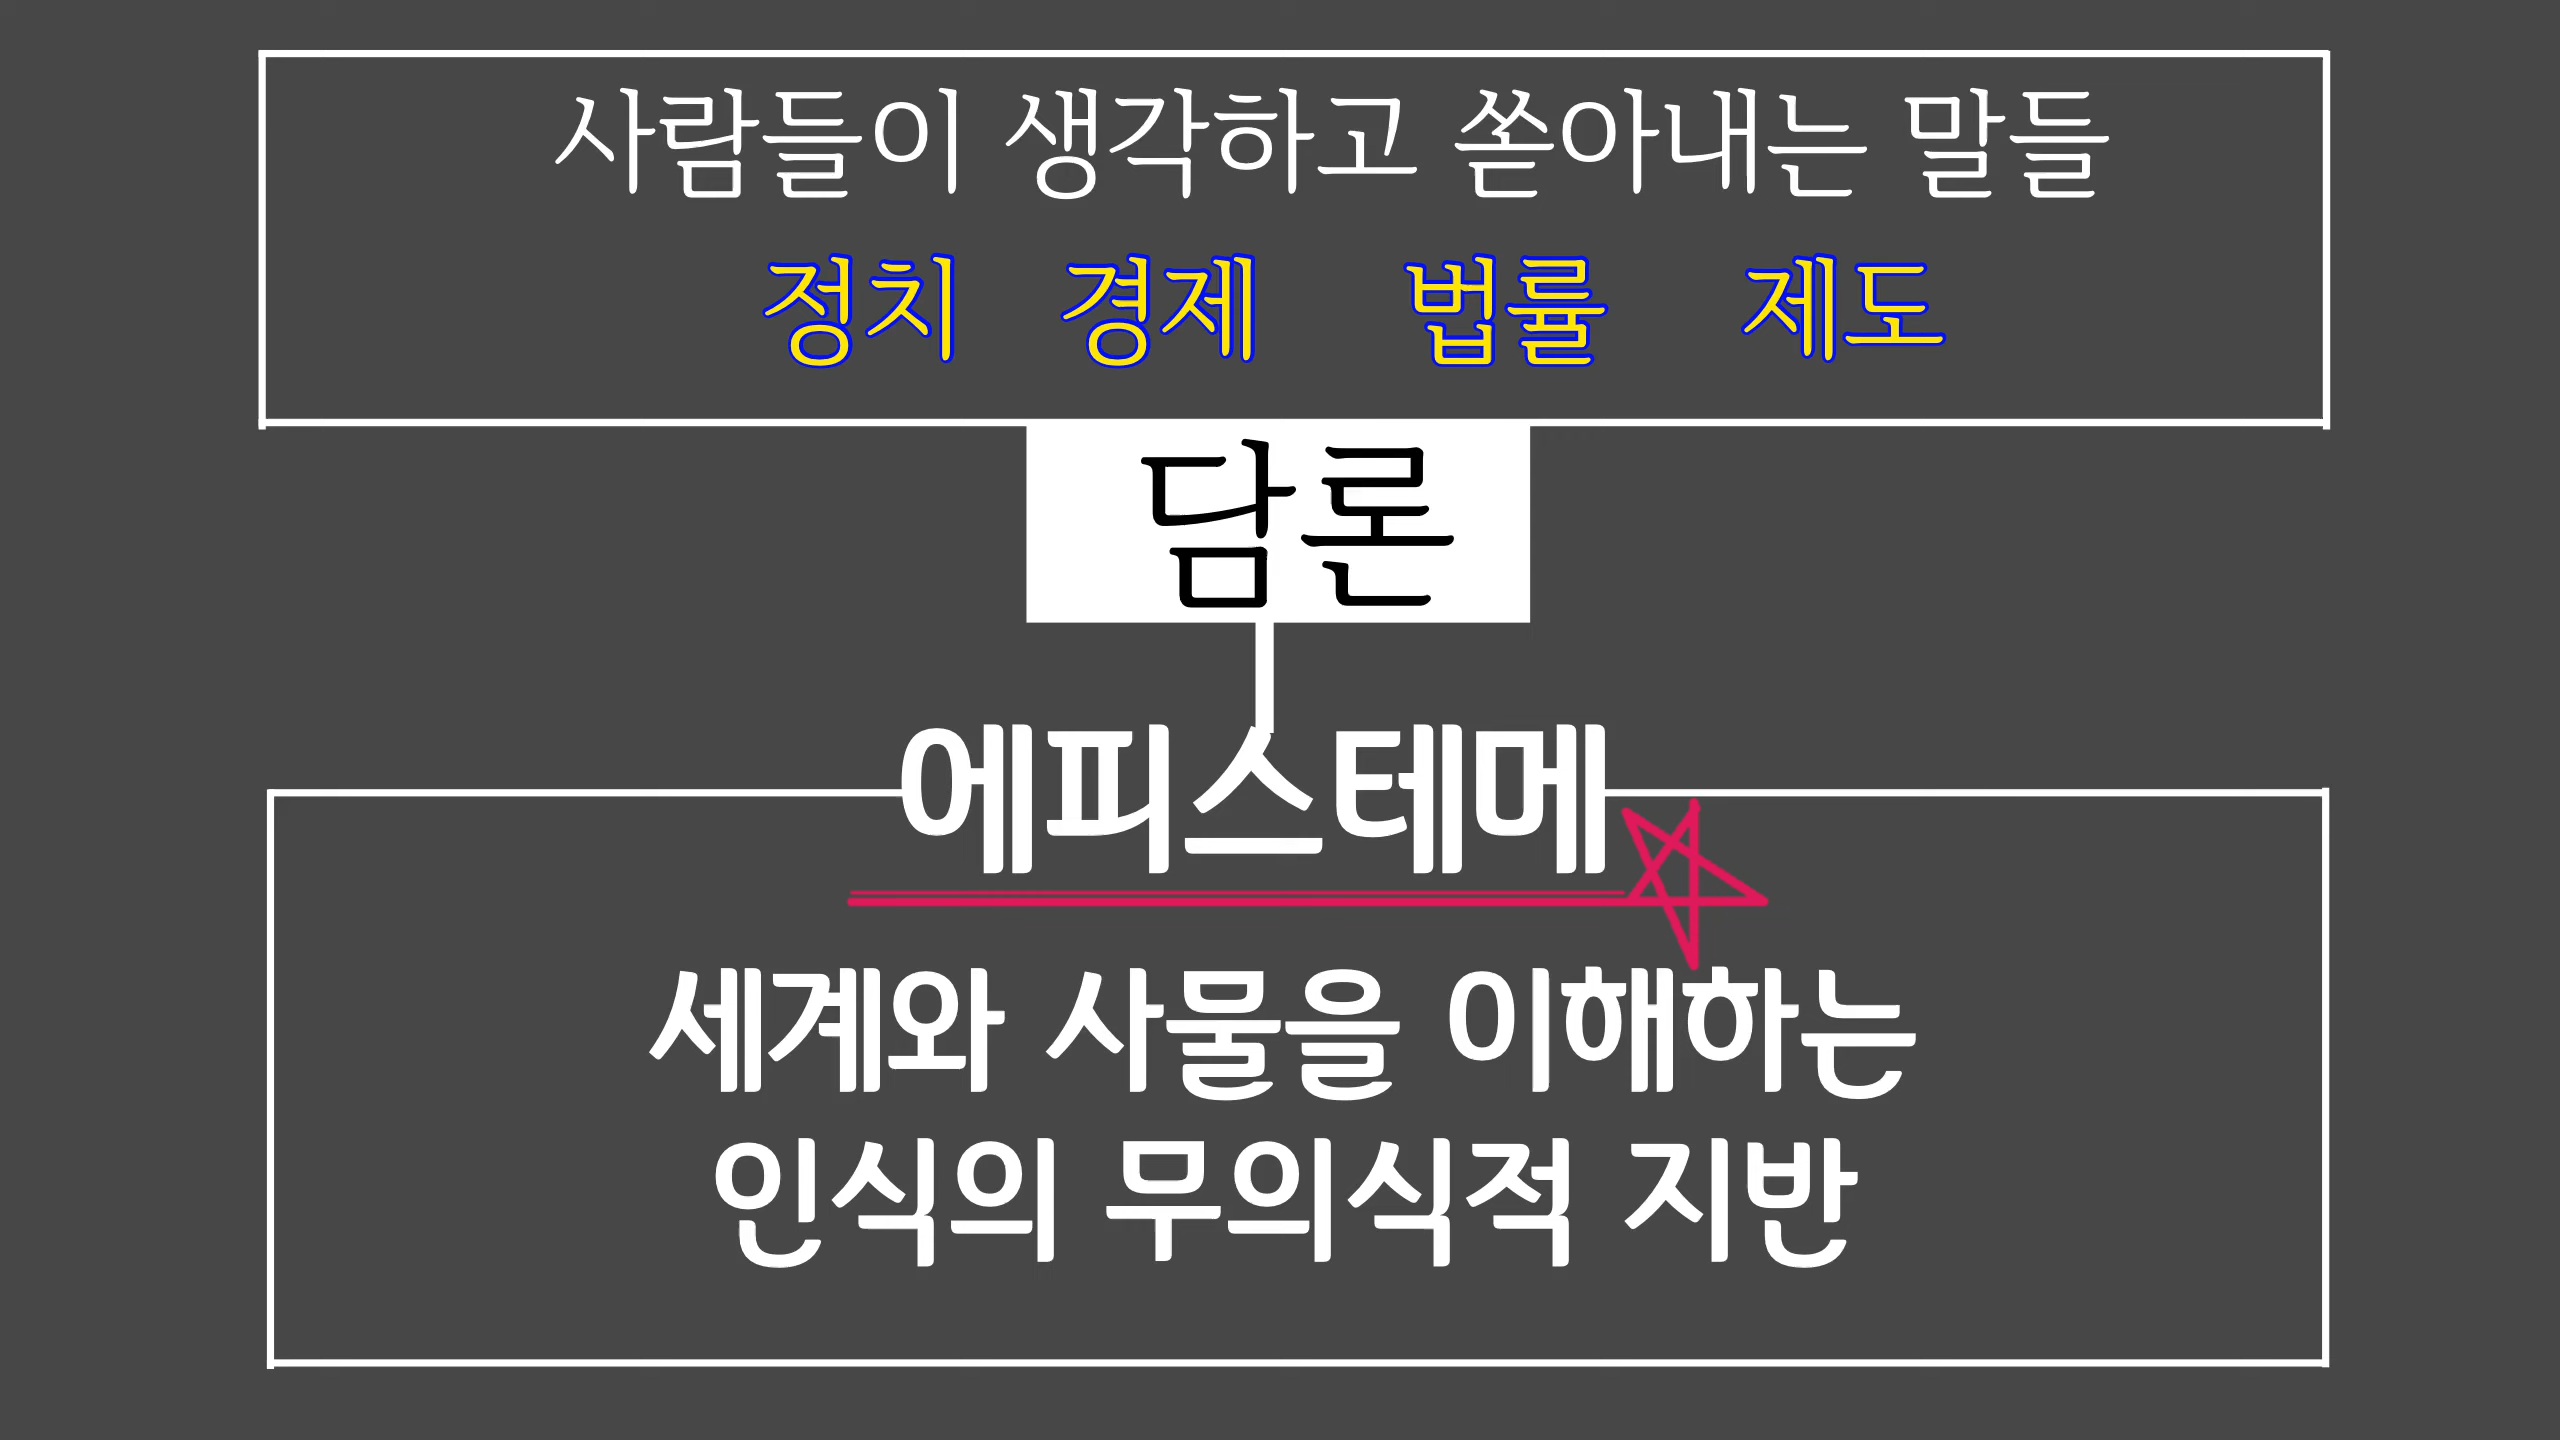 사람들이 생각하고 쏟아내는 말들
정치 경제 법률 제도
담론
에피스테메
세계와 사물을 이해하는
인식의 무의식적 지반